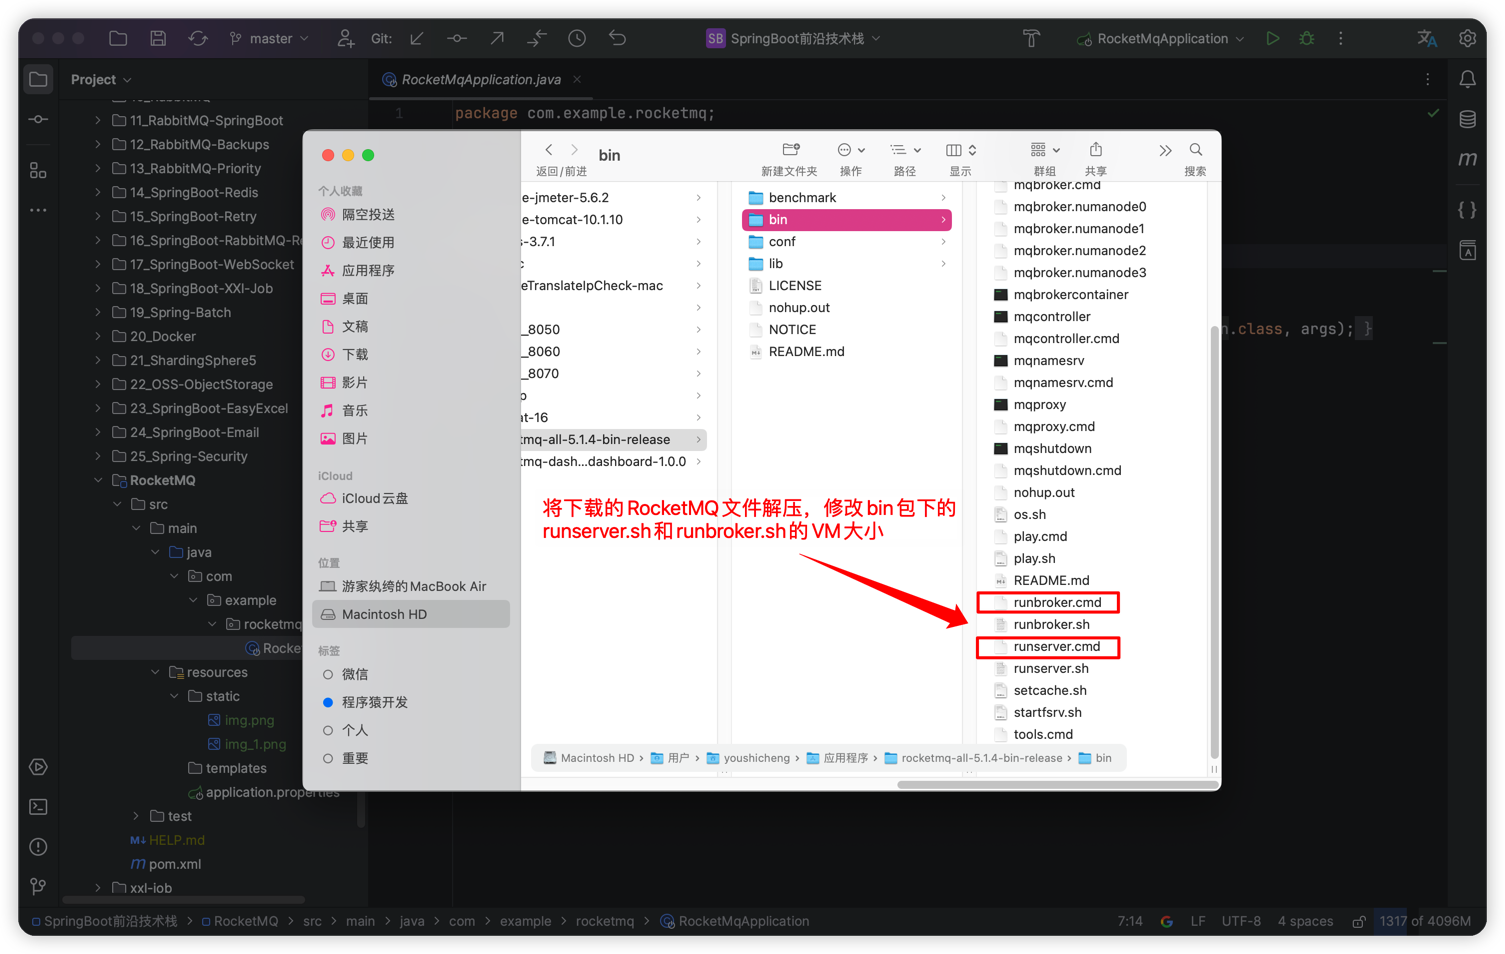 master
Git:
SB SpringBoot前沿技术栈
RocketMqApplication
Project
RocketMqApplication.java
1 package com.example.rocketmq;
11_RabbitMQ-SpringBoot
12_RabbitMQ-Backups
13_RabbitMQ-Priority
14_SpringBoot-Redis
15_SpringBoot-Retry
16_SpringBoot-RabbitMQ-Re
17_SpringBoot-WebSocket
18_SpringBoot-XXl-Job
19_Spring-Batch
20_Docker
21_ShardingSphere5
22_OSS-ObjectStorage
23_SpringBoot-EasyExcel
24_SpringBoot-Email
25_Spring-Security
RocketMQ
src
main
java
com
example
rocketmq
Rocke
resources
static
img.png
img_1.png
templates
application.properties
test
HELP.md
pom.xml
n.class, args); }
bin
返回/前进
新建文件夹
操作
路径
显示
群组
共享
搜索
个人收藏
隔空投送
最近使用
应用程序
桌面
文稿
下载
影片
音乐
图片
iCloud
iCloud云盘
共享
位置
游家纨绔的MacBook Air
Macintosh HD
标签
微信
程序猿开发
个人
重要
e-jmeter-5.6.2
e-tomcat-10.1.10
s-3.7.1
eTranslateIpCheck-mac
_8050
_8060
_8070
at-16
tmq-all-5.1.4-bin-release
tmq-dash...dashboard-1.0.0
benchmark
bin
conf
lib
LICENSE
nohup.out
NOTICE
README.md
mqbroker.cmd
mqbroker.numanode0
mqbroker.numanode1
mqbroker.numanode2
mqbroker.numanode3
mqbrokercontainer
mqcontroller
mqcontroller.cmd
mqnamesrv
mqnamesrv.cmd
mqproxy
mqproxy.cmd
mqshutdown
mqshutdown.cmd
nohup.out
os.sh
play.cmd
play.sh
README.md
runbroker.cmd
runbroker.sh
runserver.cmd
runserver.sh
setcache.sh
startfsrv.sh
tools.cmd
将下载的RocketMQ文件解压，修改bin包下的
runserver.sh和runbroker.sh的VM大小
Macintosh HD › 用户 › youshicheng › 应用程序 › rocketmq-all-5.1.4-bin-release › bin
SpringBoot前沿技术栈 > RocketMQ > src > main > java > com > example > rocketmq > RocketMqApplication
7:14 LF UTF-8 4 spaces 1317 of 4096M